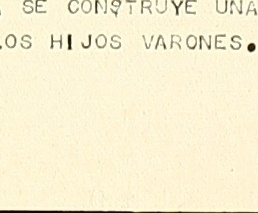 , SE CONSTRUYE UNA
LOS HIJOS VARONES.